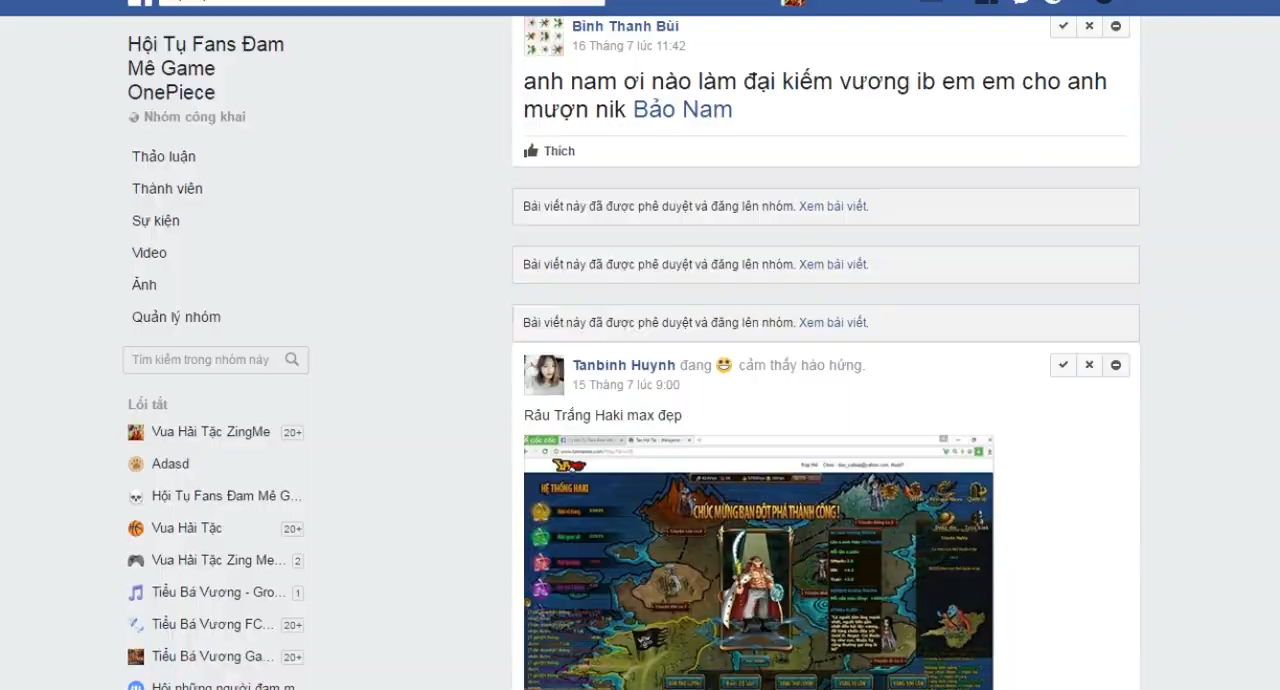 Hội Tụ Fans Đam
Mê Game
OnePiece
Nhóm công khai
Thảo luận
Thành viên
Sự kiện
Video
Ảnh
Quản lý nhóm
Tìm kiếm trong nhóm này
Lối tắt
Vua Hải Tặc ZingMe 20+
Adasd
Hội Tụ Fans Đam Mê G...
Vua Hải Tặc 20+
Vua Hải Tặc Zing Me... 2
Tiểu Bá Vương - Gro... 1
Tiểu Bá Vương FC... 20+
Tiểu Bá Vương Ga... 20+
Hội những người đam m
Bình Thanh Bùi
16 Tháng 7 lúc 11:42
anh nam ơi nào làm đại kiếm vương ib em em cho anh
mượn nik Bảo Nam
Thích
Bài viết này đã được phê duyệt và đăng lên nhóm. Xem bài viết.
Bài viết này đã được phê duyệt và đăng lên nhóm. Xem bài viết.
Bài viết này đã được phê duyệt và đăng lên nhóm. Xem bài viết.
Tanbinh Huynh đang cảm thấy hào hứng.
15 Tháng 7 lúc 9:00
Râu Trắng Haki max đẹp
HỆ THỐNG HAKI
CHÚC MỪNG BẠN ĐỘT PHÁ THÀNH CÔNG!